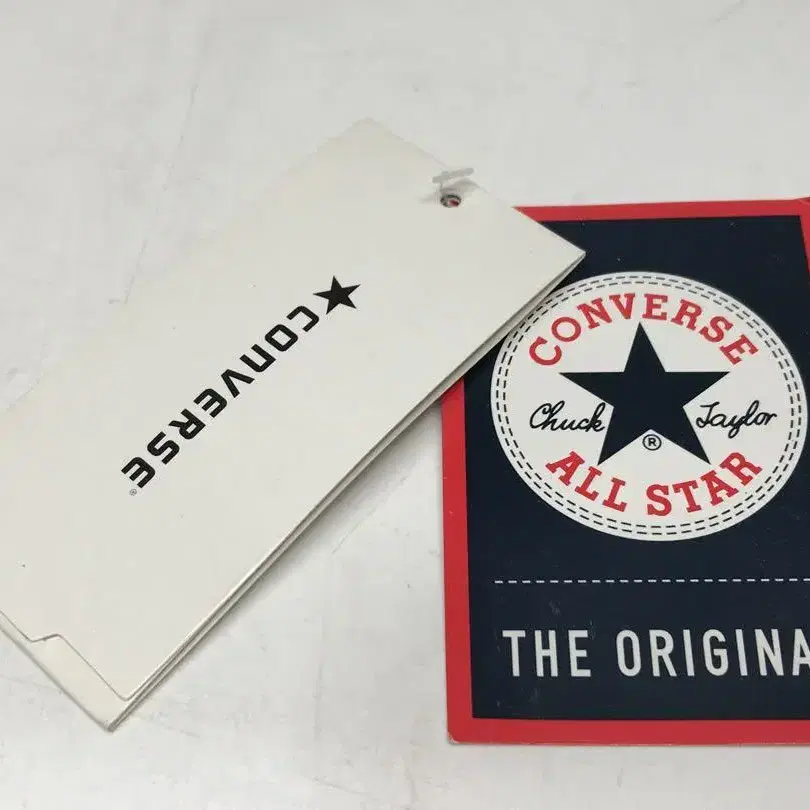 ★CONVERSE®
CONVERSE
Chuck Taylor
®
ALL STAR
THE ORIGINA